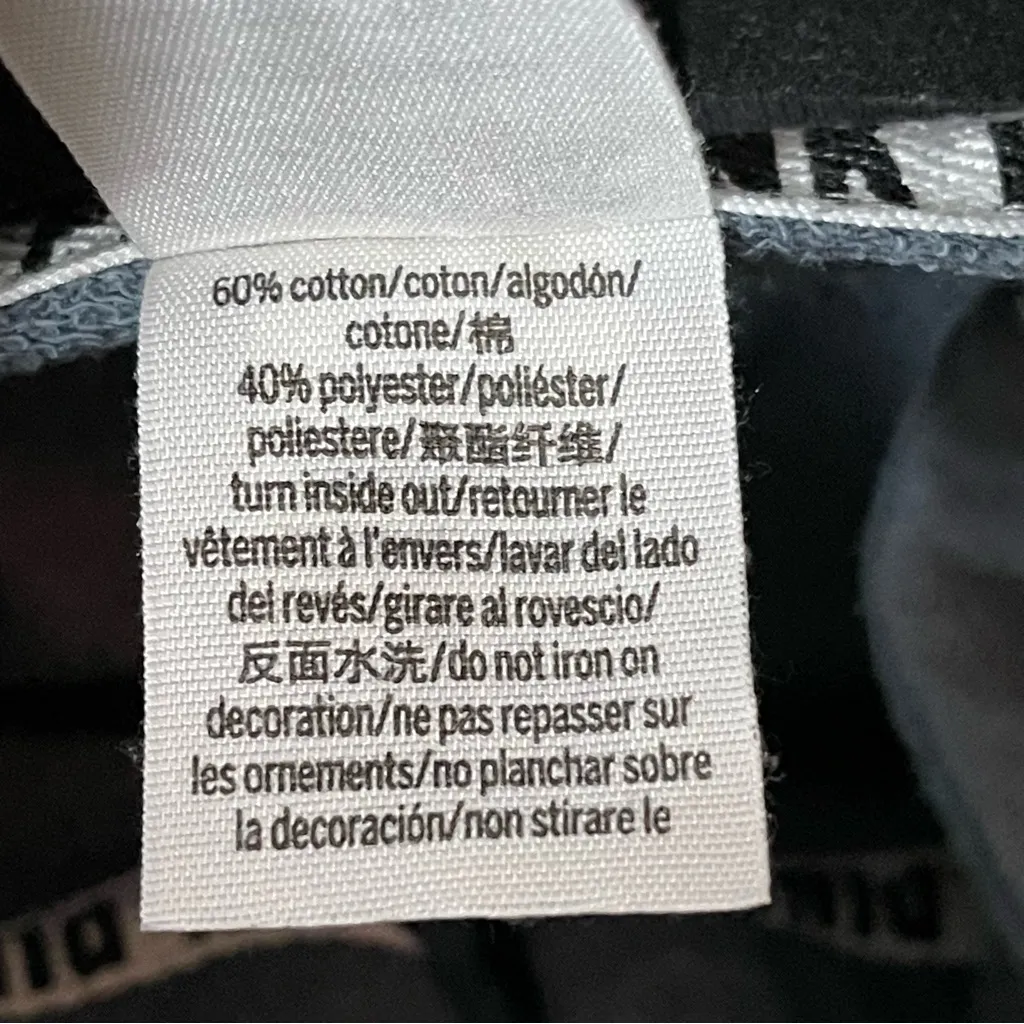 60% cotton/coton/algodón/
cotone/棉
40% polyester/poliéster/
poliestere/聚酯纤维/
turn inside out/retourner le
vêtement à l'envers/lavar del lado
del revés/girare al rovescio/
反面水洗/do not iron on
decoration/ne pas repasser sur
les ornements/no planchar sobre
la decoración/non stirare le